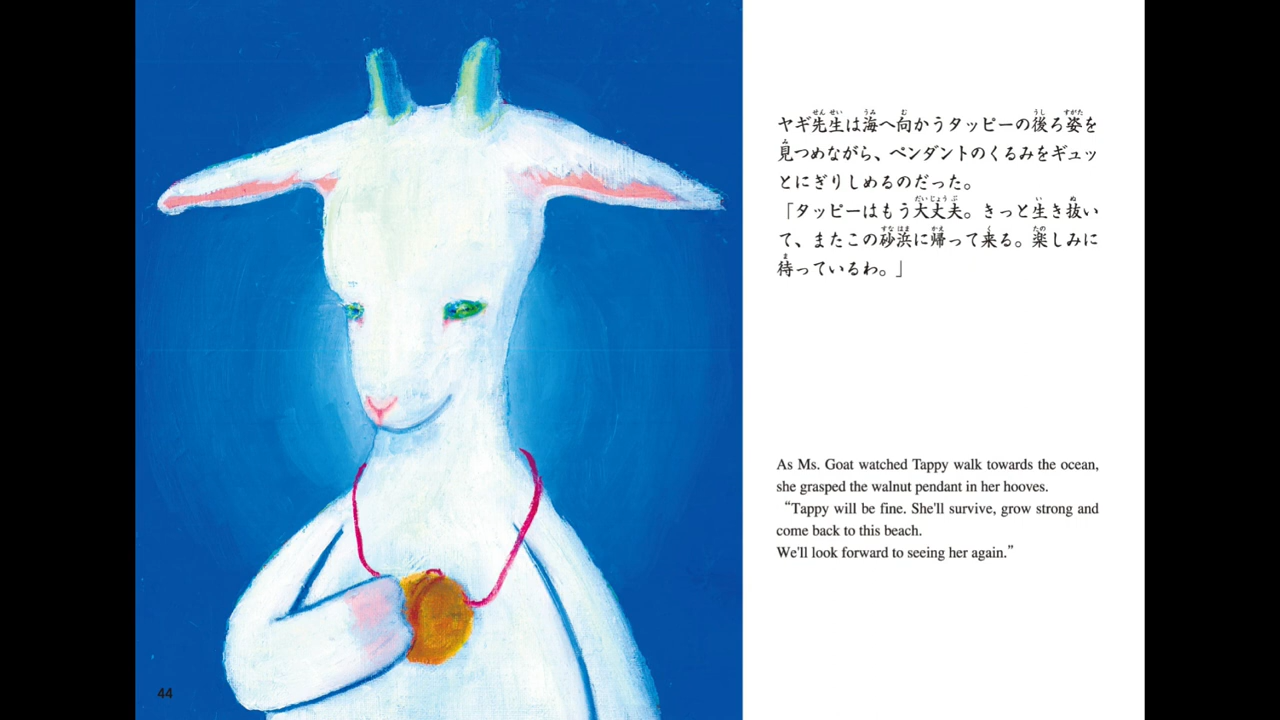 ヤギ先生は海へ向かうタッピーの後ろ姿を
見つめながら、ペンダントのくるみをギュッ
とにぎりしめるのだった。
「タッピーはもう大丈夫。きっと生き抜い
て、またこの砂浜に帰って来る。楽しみに
待っているわ。」
As Ms. Goat watched Tappy walk towards the ocean,
she grasped the walnut pendant in her hooves.
“Tappy will be fine. She'll survive, grow strong and
come back to this beach.
We'll look forward to seeing her again.”
44